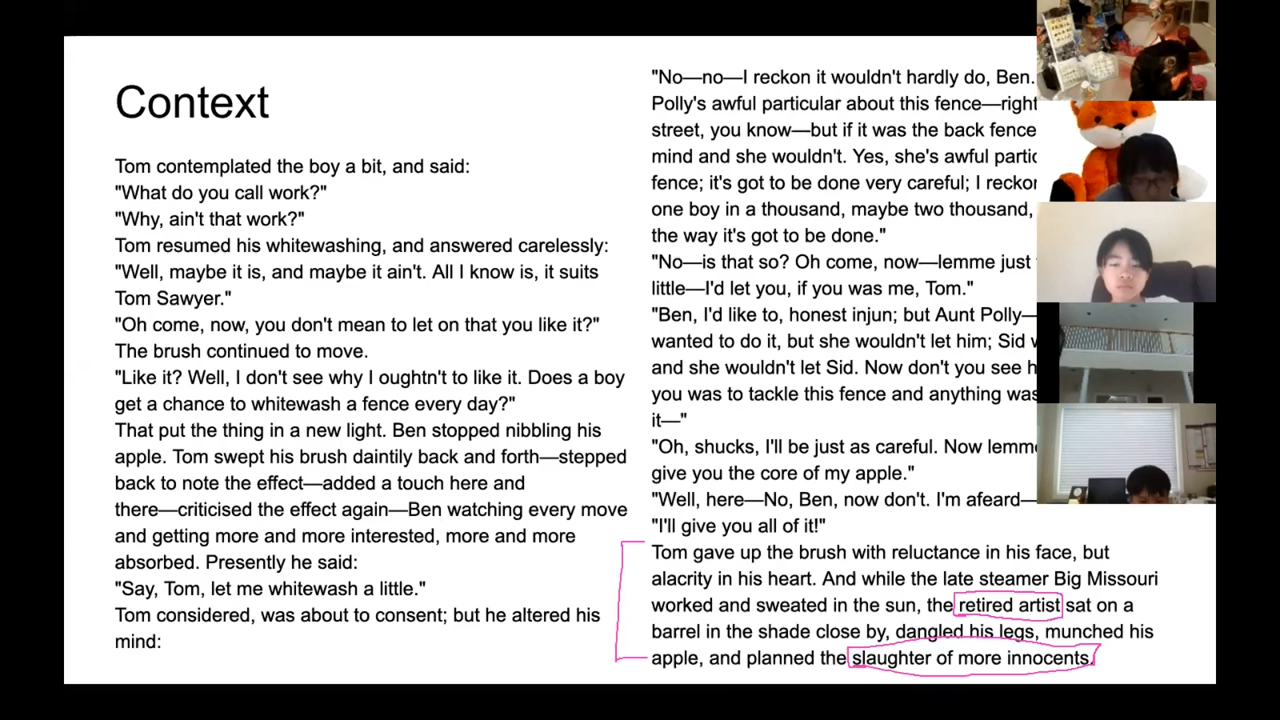 Context
Tom contemplated the boy a bit, and said:
"What do you call work?"
"Why, ain't that work?"
Tom resumed his whitewashing, and answered carelessly:
"Well, maybe it is, and maybe it ain't. All I know is, it suits
Tom Sawyer."
"Oh come, now, you don't mean to let on that you like it?"
The brush continued to move.
"Like it? Well, I don't see why I oughtn't to like it. Does a boy
get a chance to whitewash a fence every day?"
That put the thing in a new light. Ben stopped nibbling his
apple. Tom swept his brush daintily back and forth—stepped
back to note the effect—added a touch here and
there—criticised the effect again—Ben watching every move
and getting more and more interested, more and more
absorbed. Presently he said:
"Say, Tom, let me whitewash a little."
Tom considered, was about to consent; but he altered his
mind:
"No—no—I reckon it wouldn't hardly do, Ben.
Polly's awful particular about this fence—right
street, you know—but if it was the back fence
mind and she wouldn't. Yes, she's awful
fence; it's got to be done very careful; I
one boy in a thousand, maybe two thousand,
the way it's got to be done."
"No—is that so? Oh come, now—lemme just
little—I'd let you, if you was me, Tom."
"Ben, I'd like to, honest injun; but Aunt Polly—
wanted to do it, but she wouldn't let him; Sid
and she wouldn't let Sid. Now don't you see
you was to tackle this fence and anything
it—"
"Oh, shucks, I'll be just as careful. Now
give you the core of my apple."
"Well, here—No, Ben, now don't. I'm afeard—
"I'll give you all of it!"
Tom gave up the brush with reluctance in his face, but
alacrity in his heart. And while the late steamer Big Missouri
worked and sweated in the sun, the retired artist sat on a
barrel in the shade close by, dangled his legs, munched his
apple, and planned the slaughter of more innocents.